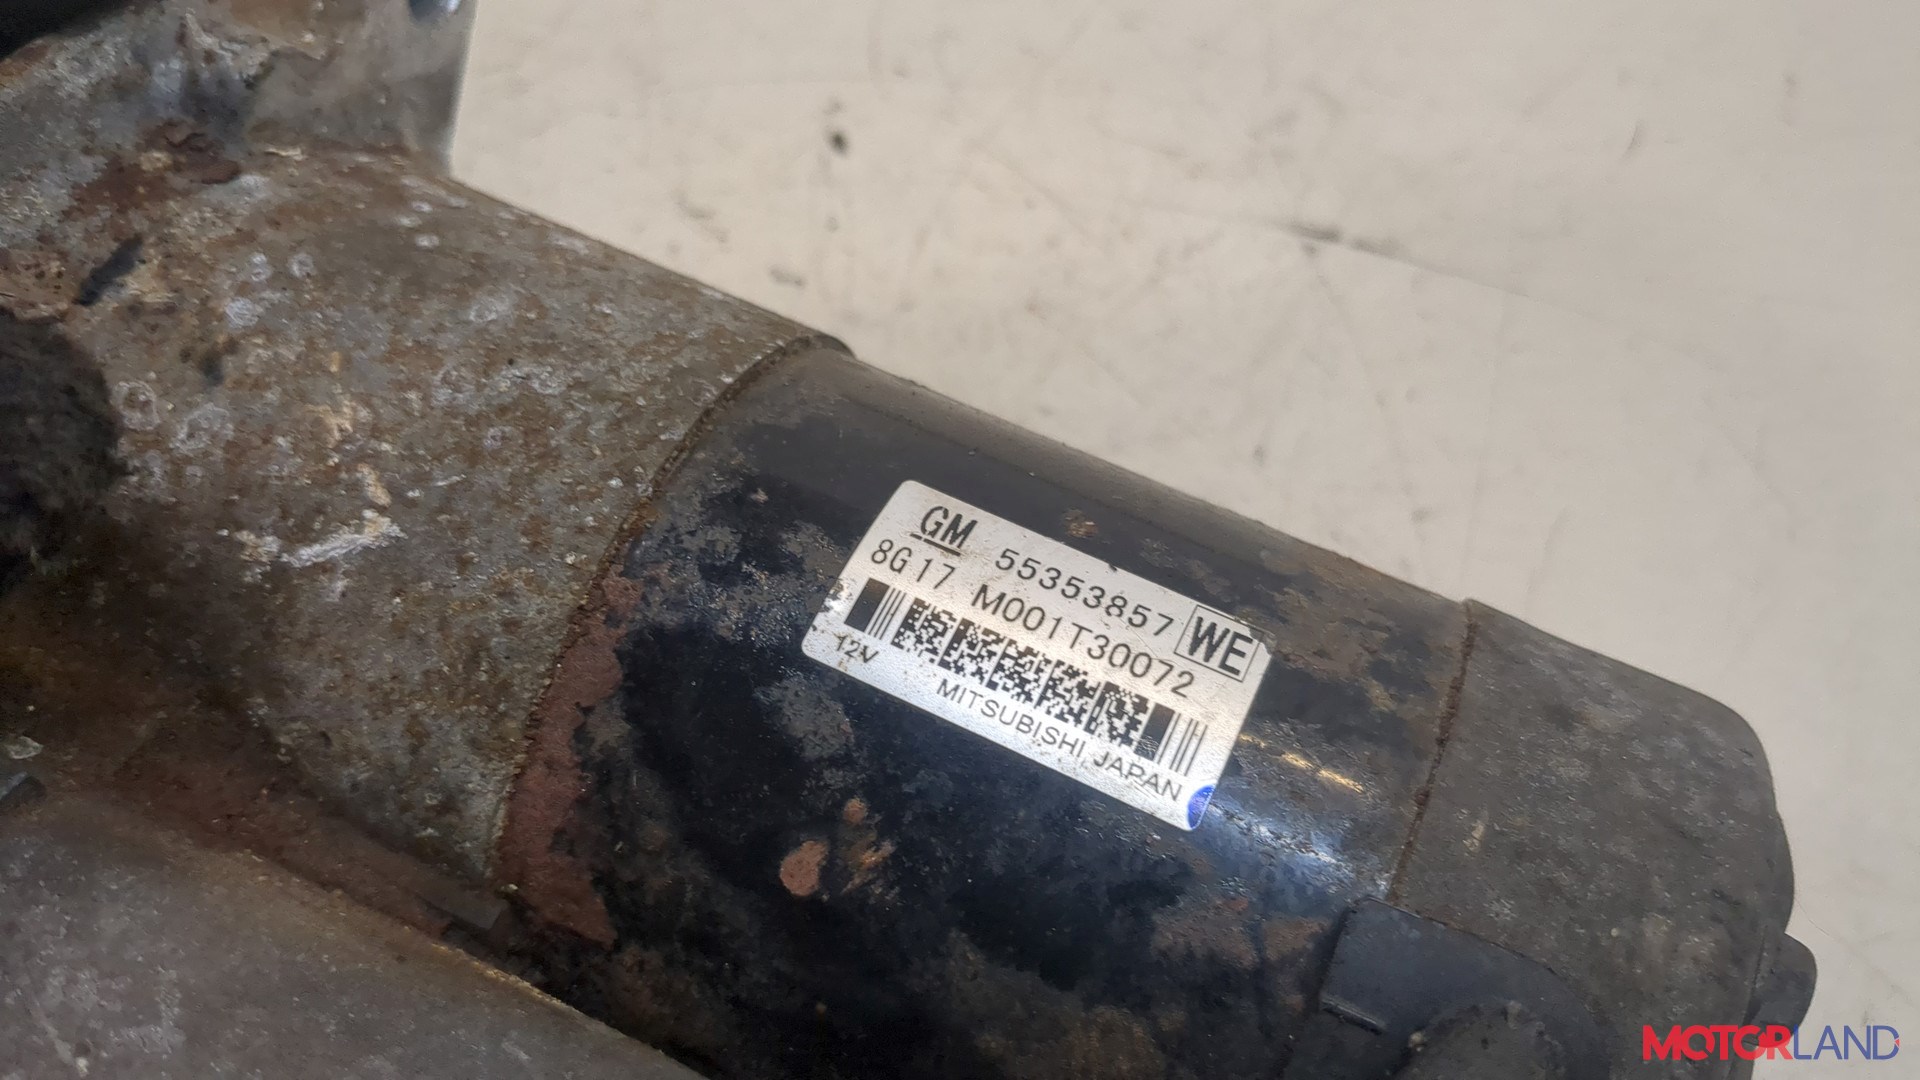 GM 55353857 WE
8G17 M001T30072
12V MITSUBISHI JAPAN
MOTORLAND